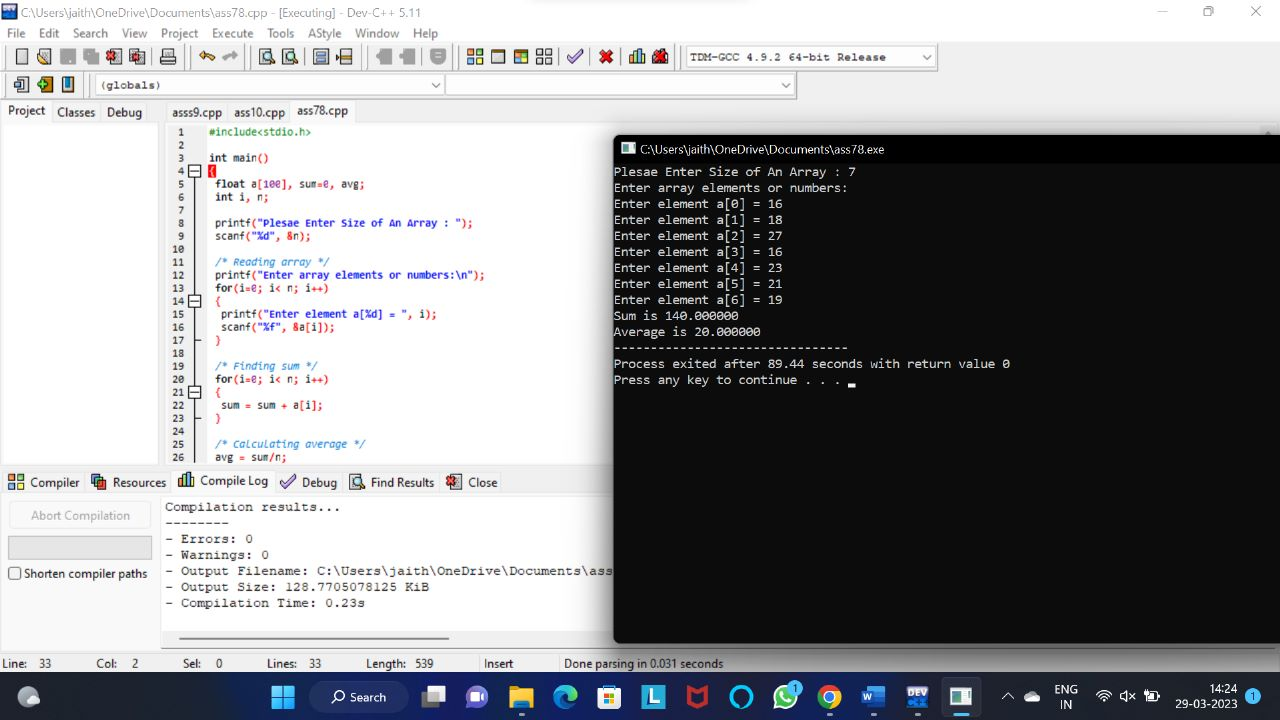 C:\Users\jaith\OneDrive\Documents\ass78.cpp - [Executing] - Dev-C++ 5.11
File Edit Search View Project Execute Tools AStyle Window Help
TDM-GCC 4.9.2 64-bit Release
(globals)
Project Classes Debug
asss9.cpp ass10.cpp ass78.cpp
1 #include<stdio.h>
2
3 int main()
4 {
5 float a[100], sum=0, avg;
6 int i, n;
7
8 printf("Plesae Enter Size of An Array : ");
9 scanf("%d", &n);
10
11 /* Reading array */
12 printf("Enter array elements or numbers:\n");
13 for(i=0; i< n; i++)
14 {
15 printf("Enter element a[%d] = ", i);
16 scanf("%f", &a[i]);
17 }
18
19 /* Finding sum */
20 for(i=0; i< n; i++)
21 {
22 sum = sum + a[i];
23 }
24
25 /* Calculating average */
26 avg = sum/n;
C:\Users\jaith\OneDrive\Documents\ass78.exe
Plesae Enter Size of An Array : 7
Enter array elements or numbers:
Enter element a[0] = 16
Enter element a[1] = 18
Enter element a[2] = 27
Enter element a[3] = 16
Enter element a[4] = 23
Enter element a[5] = 21
Enter element a[6] = 19
Sum is 140.000000
Average is 20.000000
--------------------------------
Process exited after 89.44 seconds with return value 0
Press any key to continue . . .
Compiler Resources Compile Log Debug Find Results Close
Abort Compilation
Shorten compiler paths
Compilation results...
--------
- Errors: 0
- Warnings: 0
- Output Filename: C:\Users\jaith\OneDrive\Documents\ass
- Output Size: 128.7705078125 KiB
- Compilation Time: 0.23s
Line: 33 Col: 2 Sel: 0 Lines: 33 Length: 539 Insert Done parsing in 0.031 seconds
Search
L
1
W
DEV
ENG
IN
14:24
29-03-2023
1